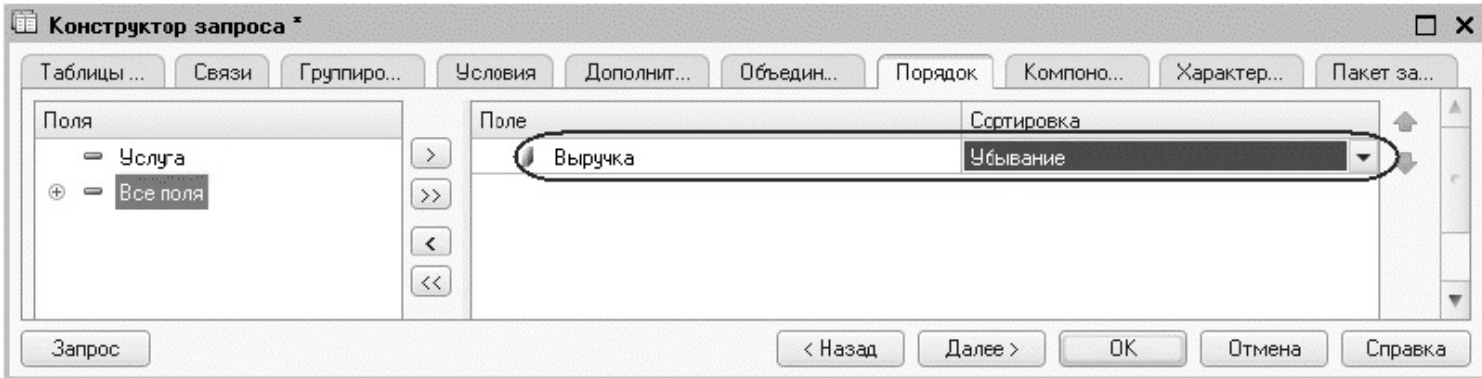 Конструктор запроса *
Таблицы ... Связи Группиро... Условия Дополнит... Объедин... Порядок Компоно... Характер... Пакет за...
Поля Поле Сортировка
Услуга > Выручка Убывание
Все поля >>
<
<<
Запрос < Назад Далее > OK Отмена Справка